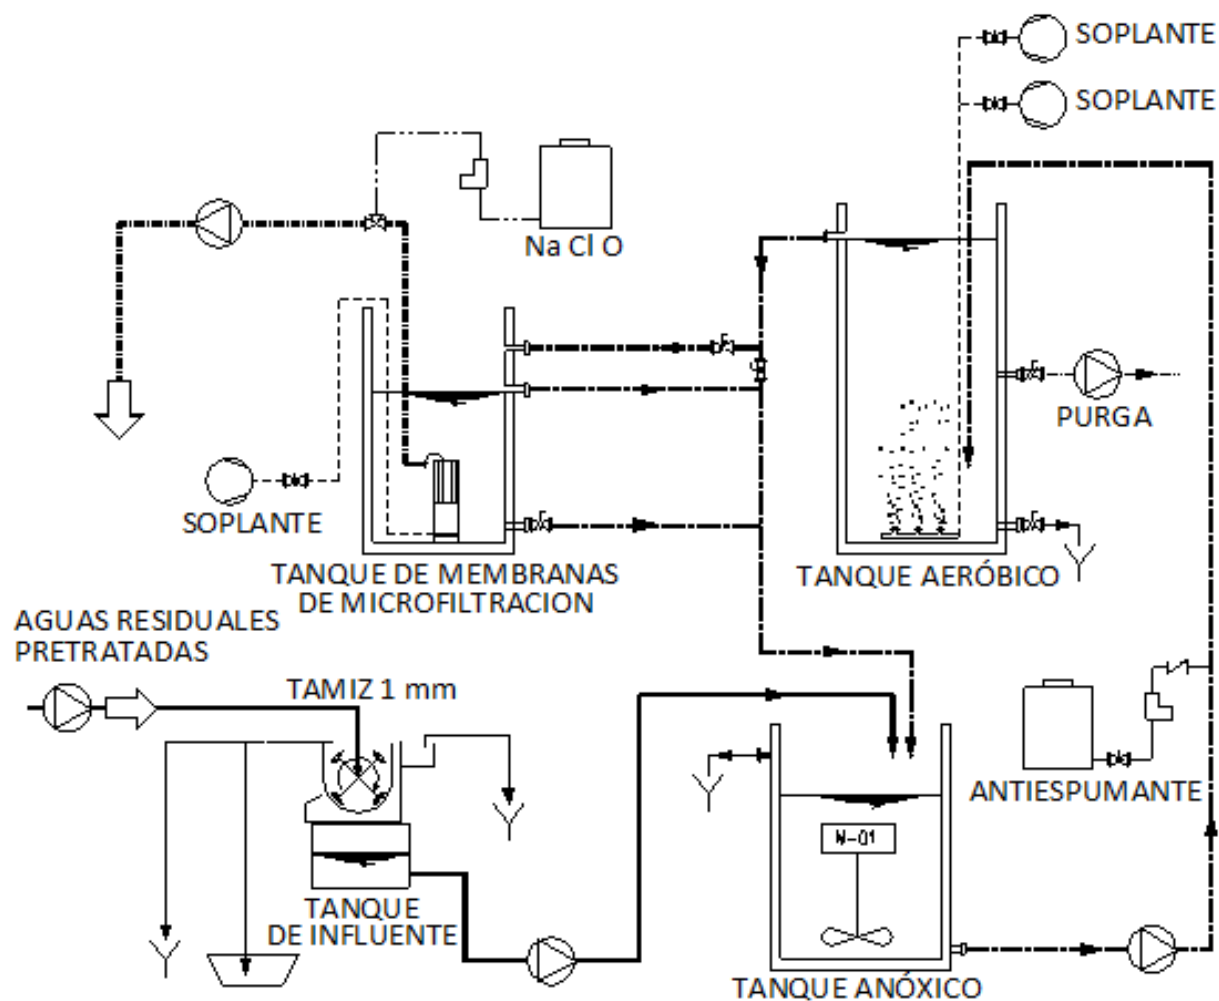 SOPLANTE
SOPLANTE
Na Cl O
PURGA
SOPLANTE
TANQUE DE MEMBRANAS
DE MICROFILTRACION
TANQUE AERÓBICO
AGUAS RESIDUALES
PRETRATADAS
TAMIZ 1 mm
ANTIESPUMANTE
M-01
TANQUE
DE INFLUENTE
TANQUE ANÓXICO